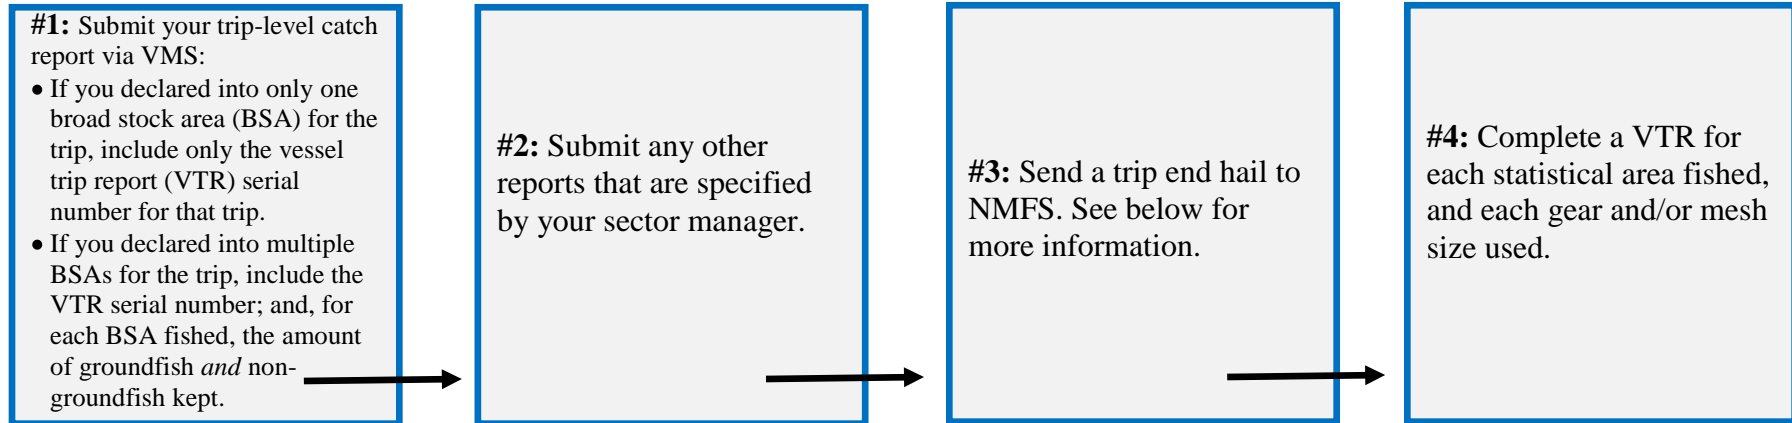 #1: Submit your trip-level catch
report via VMS:
• If you declared into only one
broad stock area (BSA) for the
trip, include only the vessel
trip report (VTR) serial
number for that trip.
• If you declared into multiple
BSAs for the trip, include the
VTR serial number; and, for
each BSA fished, the amount
of groundfish and non-
groundfish kept.
#2: Submit any other
reports that are specified
by your sector manager.
#3: Send a trip end hail to
NMFS. See below for
more information.
#4: Complete a VTR for
each statistical area fished,
and each gear and/or mesh
size used.